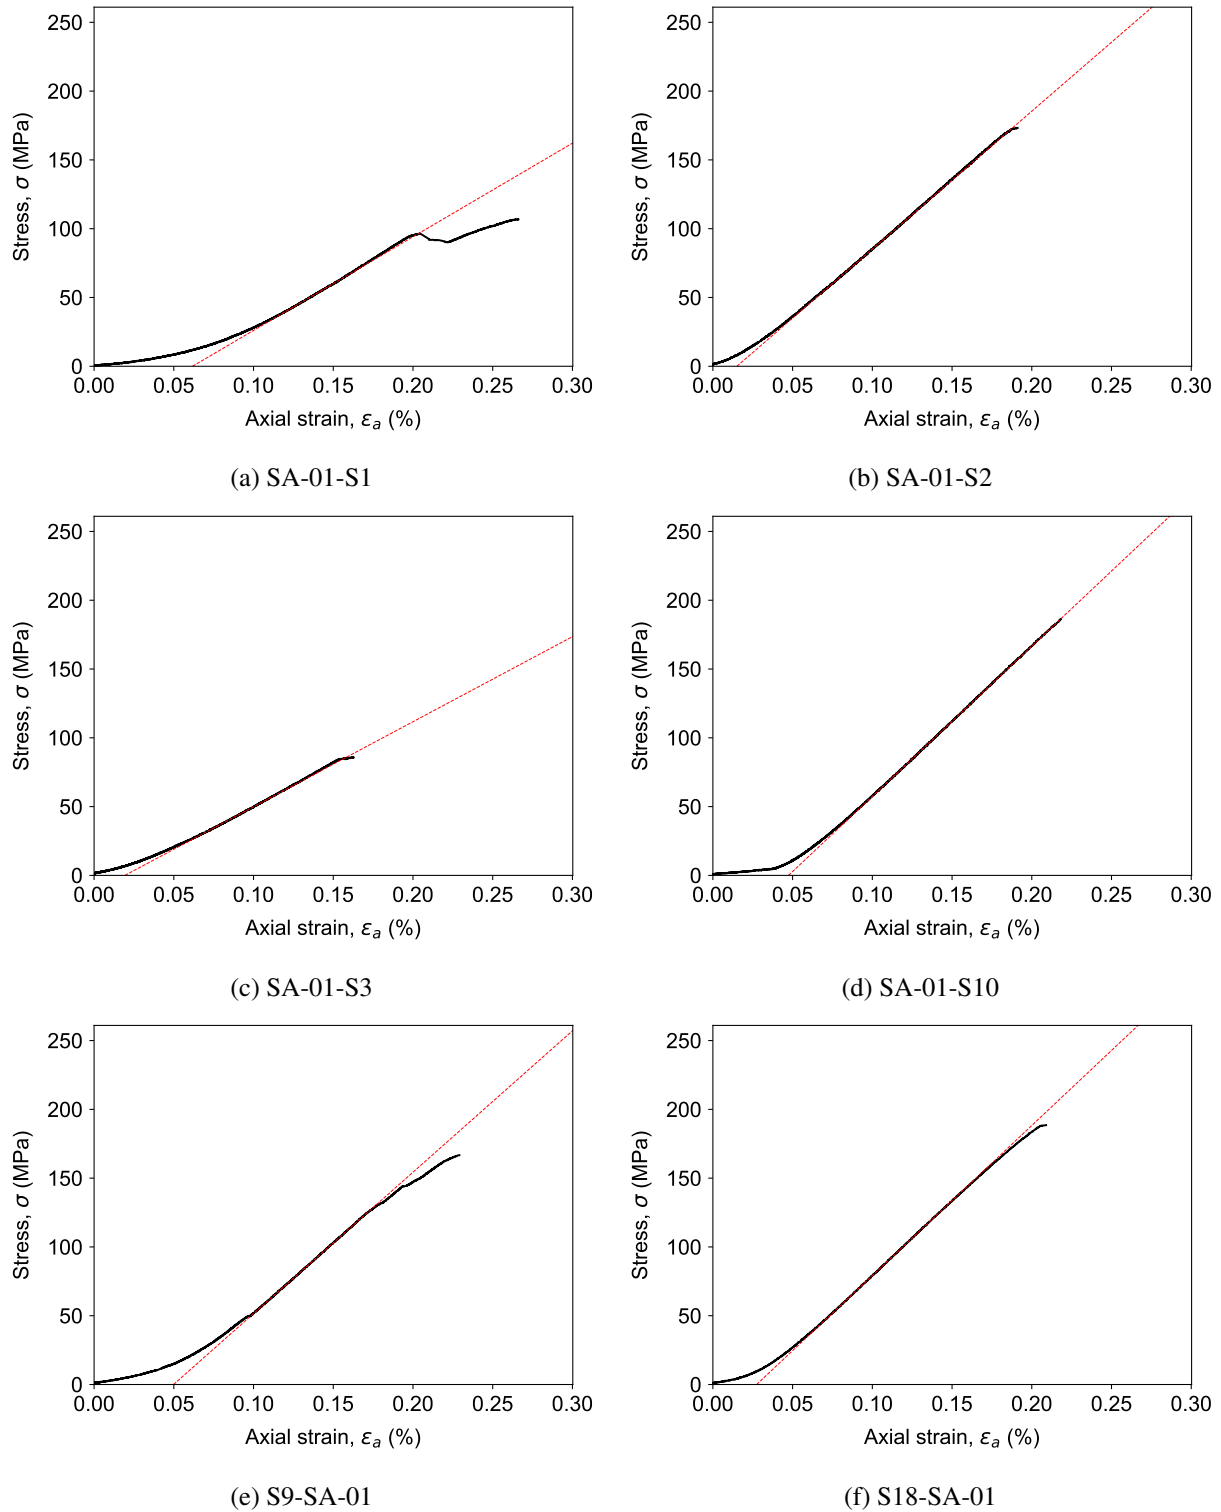 250
200
150
100
50
0
Stress, σ (MPa)
0.00 0.05 0.10 0.15 0.20 0.25 0.30
Axial strain, εa (%)
(a) SA-01-S1
250
200
150
100
50
0
Stress, σ (MPa)
0.00 0.05 0.10 0.15 0.20 0.25 0.30
Axial strain, εa (%)
(b) SA-01-S2
250
200
150
100
50
0
Stress, σ (MPa)
0.00 0.05 0.10 0.15 0.20 0.25 0.30
Axial strain, εa (%)
(c) SA-01-S3
250
200
150
100
50
0
Stress, σ (MPa)
0.00 0.05 0.10 0.15 0.20 0.25 0.30
Axial strain, εa (%)
(d) SA-01-S10
250
200
150
100
50
0
Stress, σ (MPa)
0.00 0.05 0.10 0.15 0.20 0.25 0.30
Axial strain, εa (%)
(e) S9-SA-01
250
200
150
100
50
0
Stress, σ (MPa)
0.00 0.05 0.10 0.15 0.20 0.25 0.30
Axial strain, εa (%)
(f) S18-SA-01